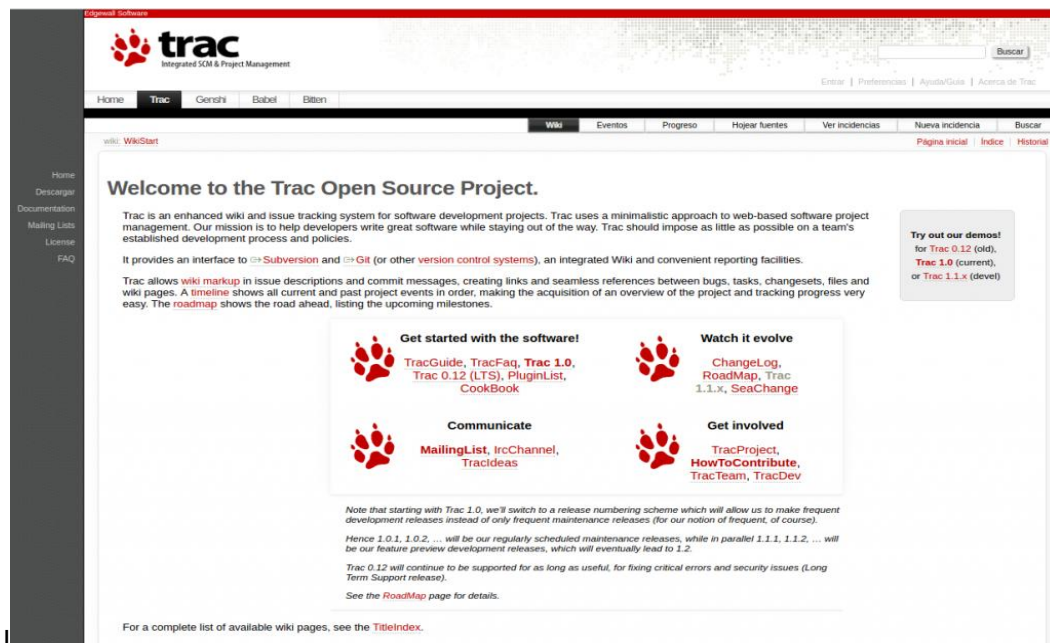 Edgewall Software
trac
Integrated SCM & Project Management
Buscar
Entrar | Preferencias | Ayuda/Guía | Acerca de Trac
Home Trac Genshi Babel Bitten
Wiki Eventos Progreso Hojear fuentes Ver incidencias Nueva incidencia Buscar
wiki: WikiStart
Página inicial | Índice | Historial
Home
Descargar
Documentation
Mailing Lists
License
FAQ
Welcome to the Trac Open Source Project.
Trac is an enhanced wiki and issue tracking system for software development projects. Trac uses a minimalistic approach to web-based software project
management. Our mission is to help developers write great software while staying out of the way. Trac should impose as little as possible on a team's
established development process and policies.
It provides an interface to Subversion and Git (or other version control systems), an integrated Wiki and convenient reporting facilities.
Trac allows wiki markup in issue descriptions and commit messages, creating links and seamless references between bugs, tasks, changesets, files and
wiki pages. A timeline shows all current and past project events in order, making the acquisition of an overview of the project and tracking progress very
easy. The roadmap shows the road ahead, listing the upcoming milestones.
Try out our demos!
for Trac 0.12 (old),
Trac 1.0 (current),
or Trac 1.1.x (devel)
Get started with the software!
TracGuide, TracFaq, Trac 1.0,
Trac 0.12 (LTS), PluginList,
CookBook
Watch it evolve
ChangeLog,
RoadMap, Trac
1.1.x, SeaChange
Communicate
MailingList, IrcChannel,
TracIdeas
Get involved
TracProject,
HowToContribute,
TracTeam, TracDev
Note that starting with Trac 1.0, we'll switch to a release numbering scheme which will allow us to make frequent
development releases instead of only frequent maintenance releases (for our notion of frequent, of course).
Hence 1.0.1, 1.0.2, … will be our regularly scheduled maintenance releases, while in parallel 1.1.1, 1.1.2, … will
be our feature preview development releases, which will eventually lead to 1.2.
Trac 0.12 will continue to be supported for as long as useful, for fixing critical errors and security issues (Long
Term Support release).
See the RoadMap page for details.
For a complete list of available wiki pages, see the TitleIndex.